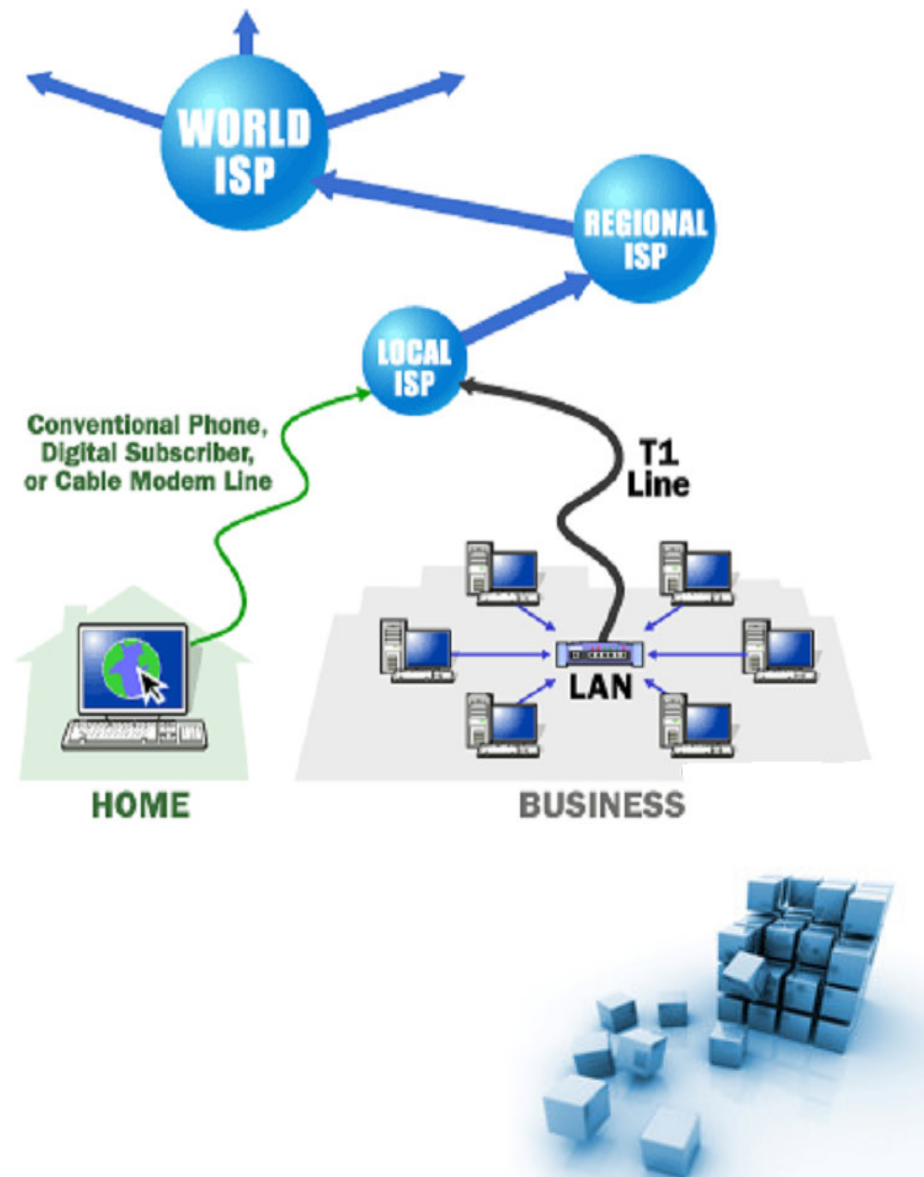 WORLD
ISP
REGIONAL
ISP
LOCAL
ISP
Conventional Phone,
Digital Subscriber,
or Cable Modem Line
T1
Line
LAN
HOME
BUSINESS